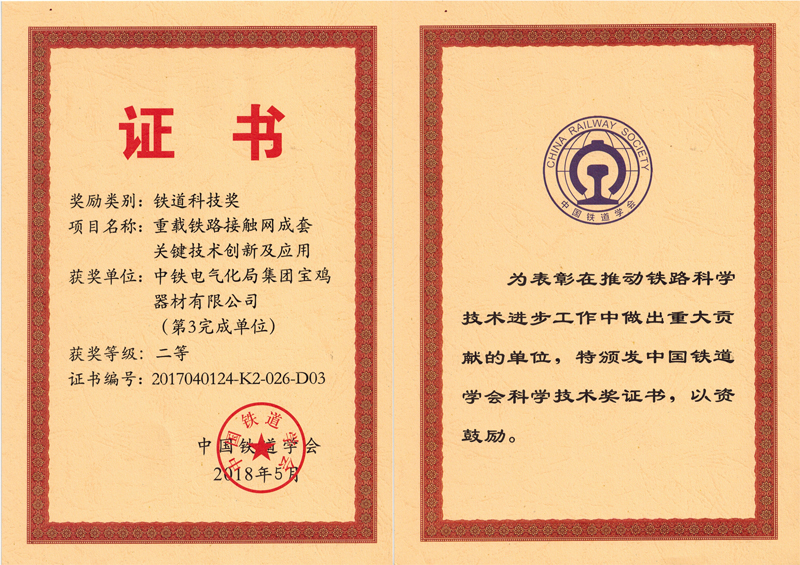 证 书
奖励类别：铁道科技奖
项目名称：重载铁路接触网成套
关键技术创新及应用
获奖单位：中铁电气化局集团宝鸡
器材有限公司
（第3完成单位）
获奖等级：二等
证书编号：2017040124-K2-026-D03
中国铁道学会
2018年5月
中国铁道学会
CHINA RAILWAY SOCIETY
中国铁道学会
为表彰在推动铁路科学
技术进步工作中做出重大贡
献的单位，特颁发中国铁道
学会科学技术奖证书，以资
鼓励。